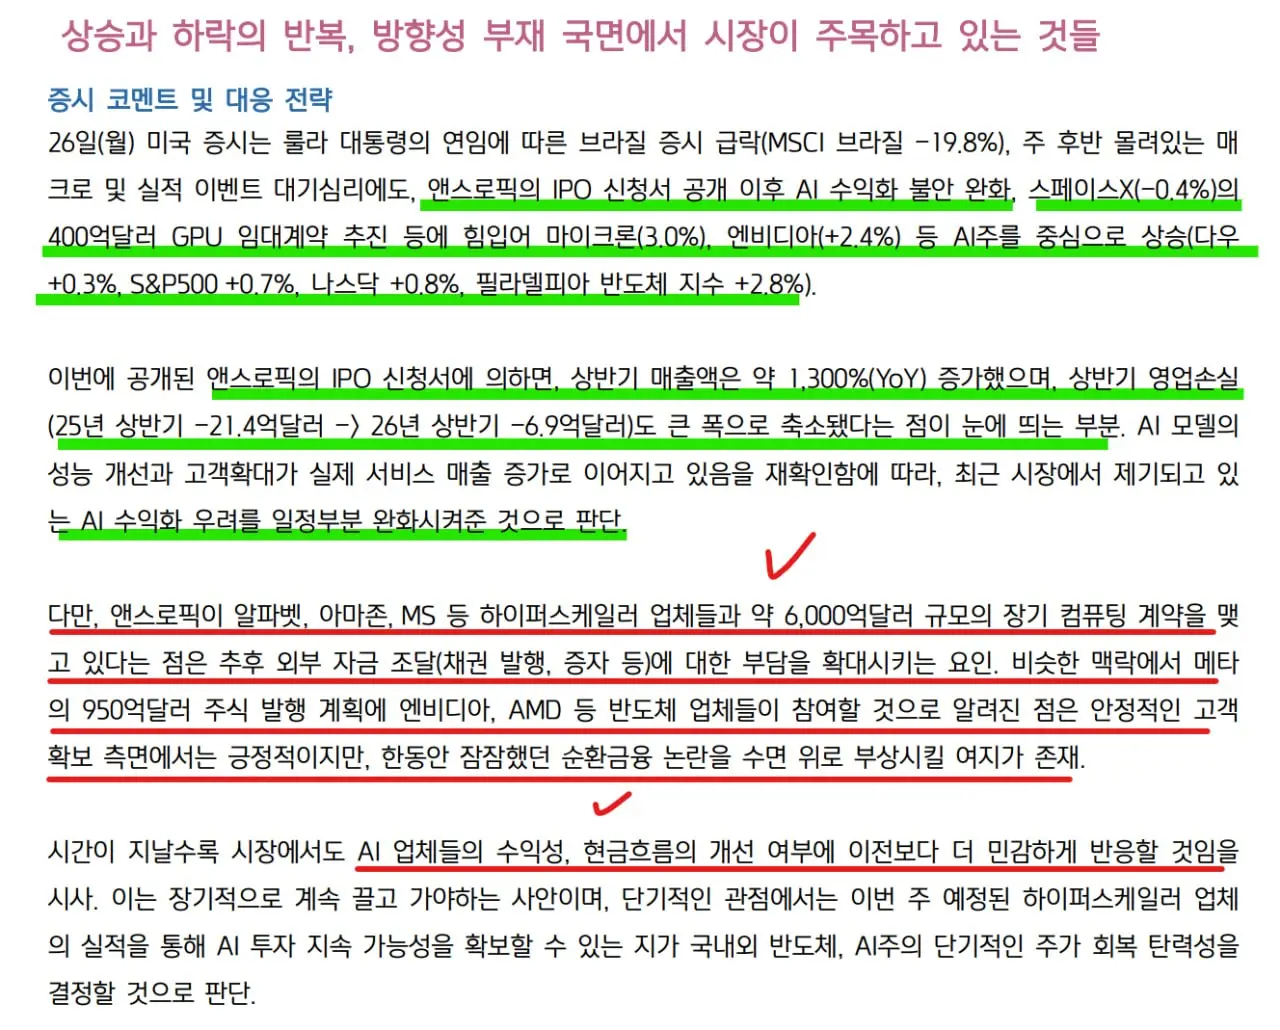 상승과 하락의 반복, 방향성 부재 국면에서 시장이 주목하고 있는 것들
증시 코멘트 및 대응 전략
26일(월) 미국 증시는 룰라 대통령의 연임에 따른 브라질 증시 급락(MSCI 브라질 -19.8%), 주 후반 몰려있는 매
크로 및 실적 이벤트 대기심리에도, 앤스로픽의 IPO 신청서 공개 이후 AI 수익화 불안 완화, 스페이스X(-0.4%)의
400억달러 GPU 임대계약 추진 등에 힘입어 마이크론(3.0%), 엔비디아(+2.4%) 등 AI주를 중심으로 상승(다우
+0.3%, S&P500 +0.7%, 나스닥 +0.8%, 필라델피아 반도체 지수 +2.8%).
이번에 공개된 앤스로픽의 IPO 신청서에 의하면, 상반기 매출액은 약 1,300%(YoY) 증가했으며, 상반기 영업손실
(25년 상반기 -21.4억달러 -> 26년 상반기 -6.9억달러)도 큰 폭으로 축소됐다는 점이 눈에 띄는 부분. AI 모델의
성능 개선과 고객확대가 실제 서비스 매출 증가로 이어지고 있음을 재확인함에 따라, 최근 시장에서 제기되고 있
는 AI 수익화 우려를 일정부분 완화시켜준 것으로 판단.
다만, 앤스로픽이 알파벳, 아마존, MS 등 하이퍼스케일러 업체들과 약 6,000억달러 규모의 장기 컴퓨팅 계약을 맺
고 있다는 점은 추후 외부 자금 조달(채권 발행, 증자 등)에 대한 부담을 확대시키는 요인. 비슷한 맥락에서 메타
의 950억달러 주식 발행 계획에 엔비디아, AMD 등 반도체 업체들이 참여할 것으로 알려진 점은 안정적인 고객
확보 측면에서는 긍정적이지만, 한동안 잠잠했던 순환금융 논란을 수면 위로 부상시킬 여지가 존재.
시간이 지날수록 시장에서도 AI 업체들의 수익성, 현금흐름의 개선 여부에 이전보다 더 민감하게 반응할 것임을
시사. 이는 장기적으로 계속 끌고 가야하는 사안이며, 단기적인 관점에서는 이번 주 예정된 하이퍼스케일러 업체
의 실적을 통해 AI 투자 지속 가능성을 확보할 수 있는 지가 국내외 반도체, AI주의 단기적인 주가 회복 탄력성을
결정할 것으로 판단.